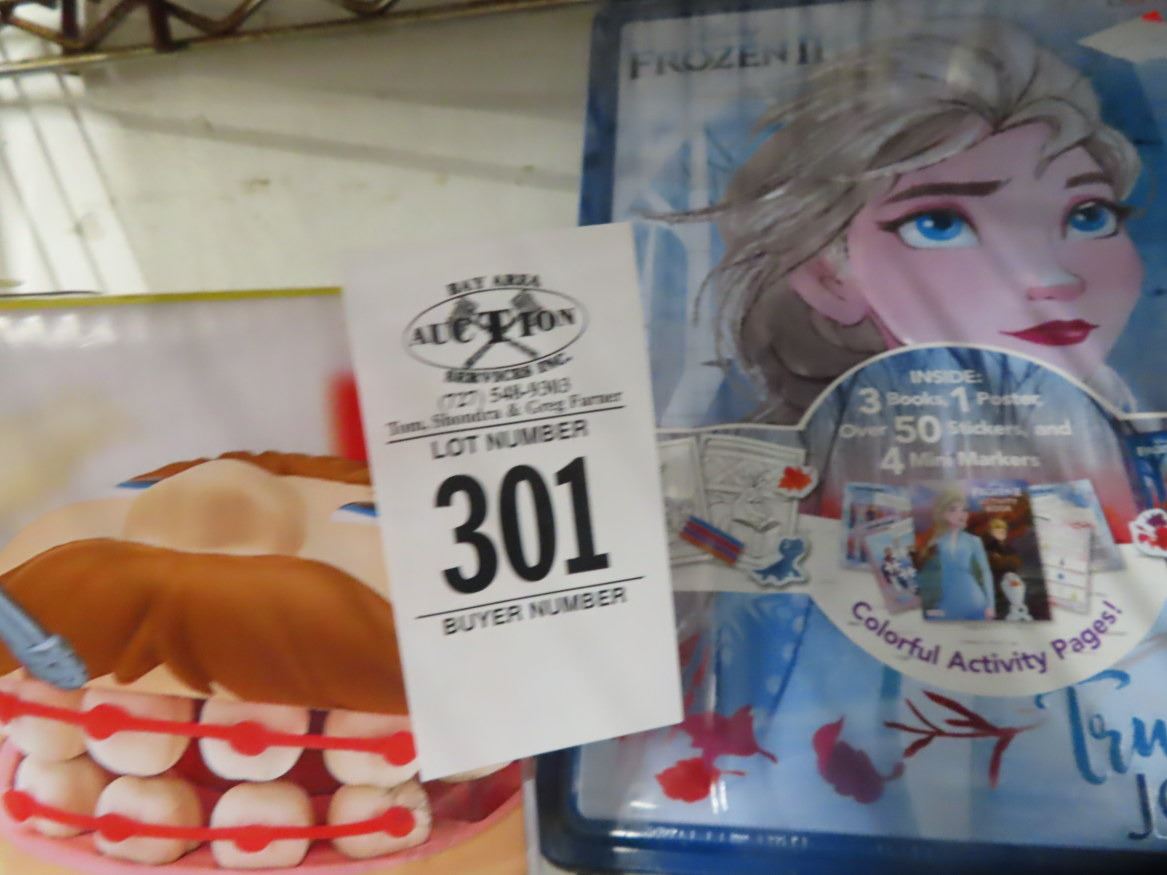 FROZEN II
BAY AREA
AUCTION
SERVICES INC.
(727) 548-9303
Tom, Shondra & Greg Farner
LOT NUMBER
301
BUYER NUMBER
INSIDE:
3 Books, 1 Poster,
Over 50 Stickers, and
4 Mini Markers
Colorful Activity Pages!